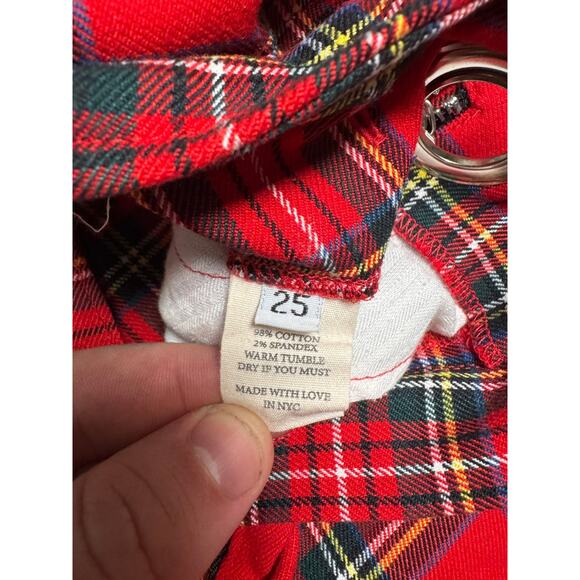 25
98% COTTON
2% SPANDEX
WARM TUMBLE
DRY IF YOU MUST
MADE WITH LOVE
IN NYC